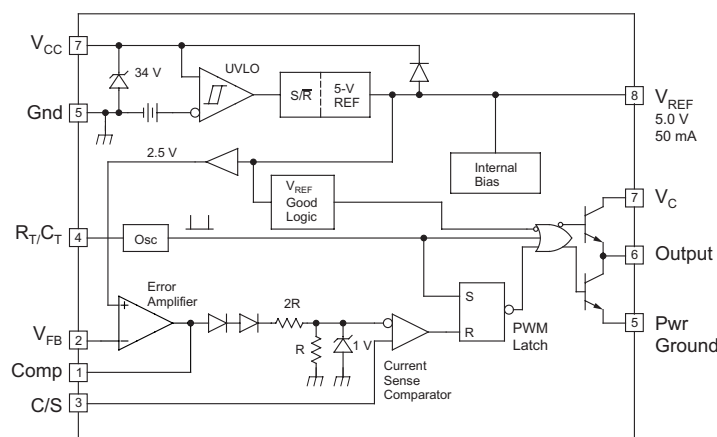 V_CC 7
34 V
UVLO
Gnd 5
S/R̅
5-V
REF
8 V_REF
5.0 V
50 mA
2.5 V
Internal
Bias
V_REF
Good
Logic
7 V_C
R_T/C_T 4
Osc
6 Output
Error
Amplifier
+
−
2R
S
R
5 Pwr
Ground
V_FB 2
R
1 V
PWM
Latch
Comp 1
Current
Sense
Comparator
C/S 3